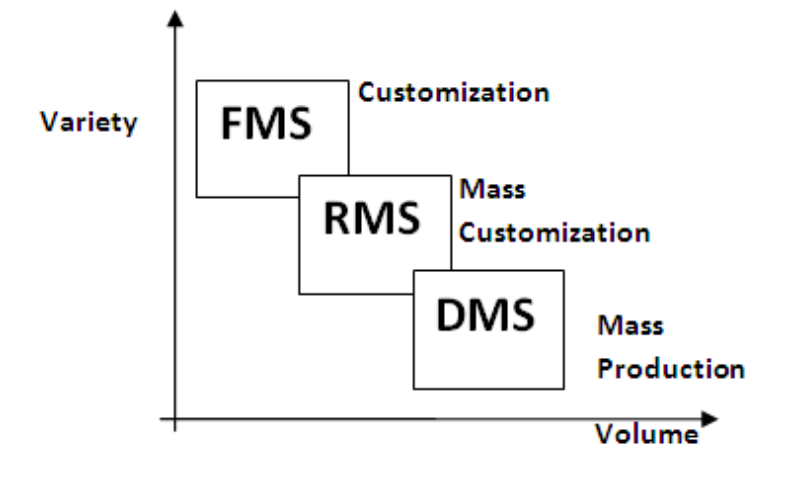 Customization
Variety
FMS
Mass
RMS
Customization
DMS
Mass
Production
Volume